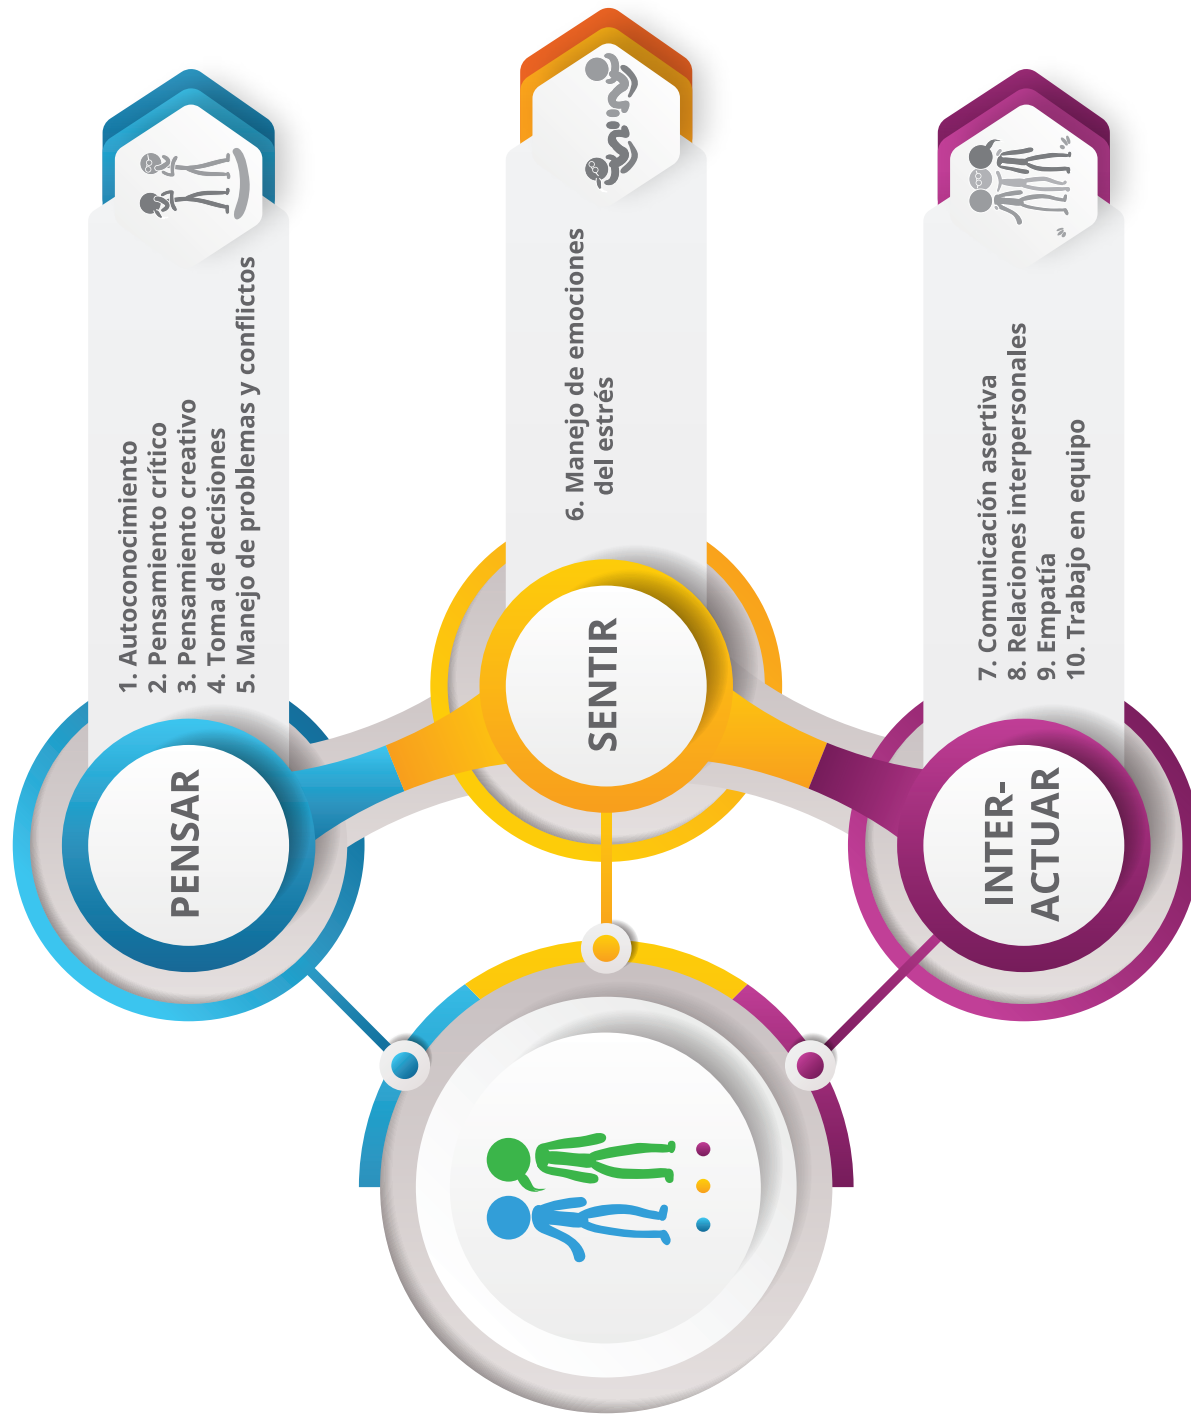 PENSAR
1. Autoconocimiento
2. Pensamiento crítico
3. Pensamiento creativo
4. Toma de decisiones
5. Manejo de problemas y conflictos
SENTIR
6. Manejo de emociones
del estrés
INTER-
ACTUAR
7. Comunicación asertiva
8. Relaciones interpersonales
9. Empatía
10. Trabajo en equipo